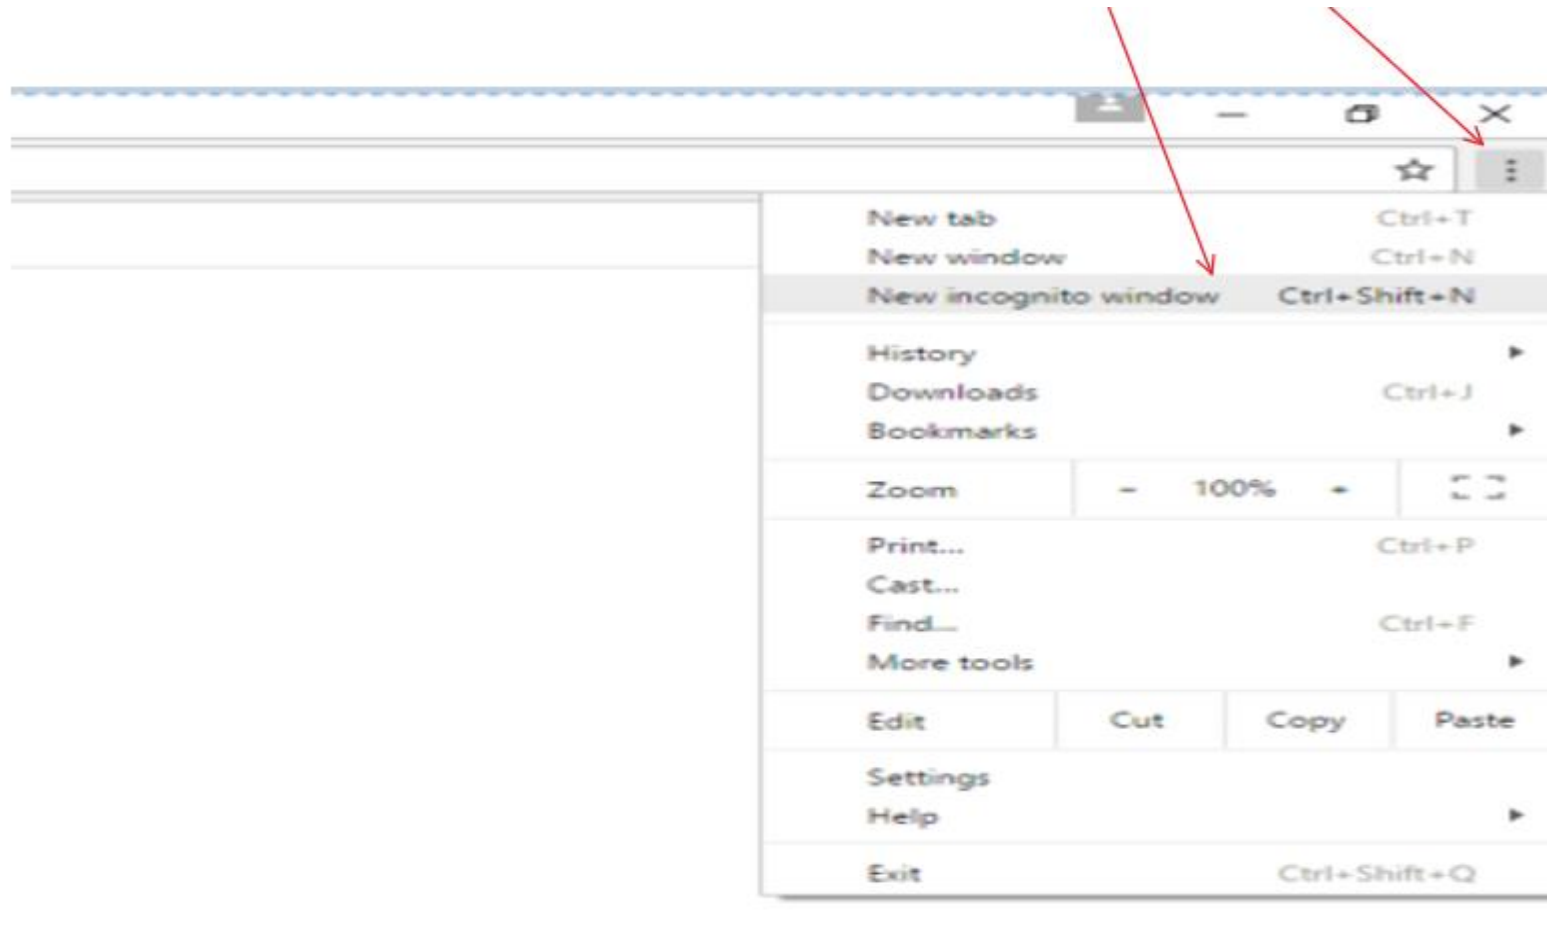 New tab Ctrl+T
New window Ctrl+N
New incognito window Ctrl+Shift+N
History
Downloads Ctrl+J
Bookmarks
Zoom - 100% +
Print... Ctrl+P
Cast...
Find... Ctrl+F
More tools
Edit Cut Copy Paste
Settings
Help
Exit Ctrl+Shift+Q